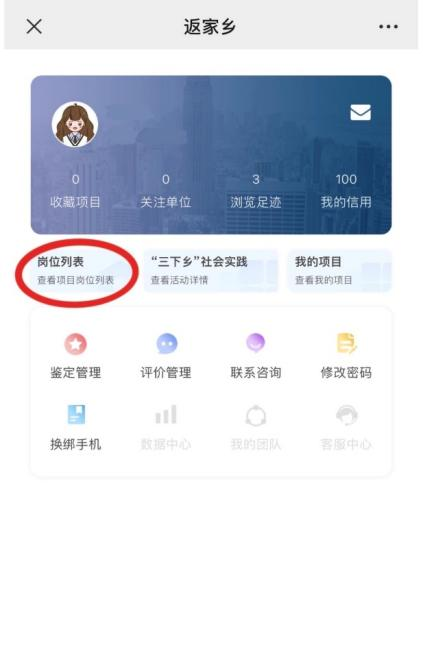 返家乡
0 0 3 100
收藏项目 关注单位 浏览足迹 我的信用
岗位列表 “三下乡”社会实践 我的项目
查看项目岗位列表 查看活动详情 查看我的项目
鉴定管理 评价管理 联系咨询 修改密码
换绑手机 数据中心 我的团队 客服中心